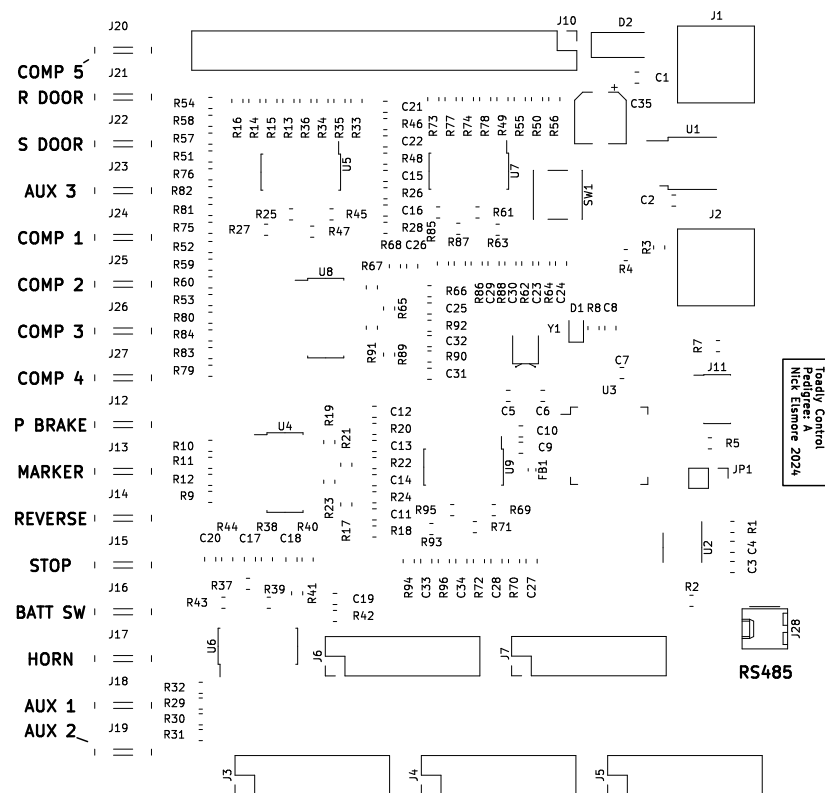 J20
J10
D2
J1
COMP 5
J21
C1
R DOOR
R54
C21
C35
J22
R58
R16
R14
R15
R13
R36
R34
R35
R33
R46
R73
R77
R74
R78
R49
R55
R50
R56
U1
S DOOR
R57
C22
J23
R51
U5
R48
U7
R76
C15
AUX 3
R82
R26
SW1
C2
J24
R81
R25
R45
C16
R61
J2
R75
R27
R47
R28
R85
COMP 1
R52
R68
C26
R87
R63
R3
J25
R59
U8
R67
R4
COMP 2
R60
R66
R86
C29
R88
C30
R62
C23
R64
C24
J26
R53
R65
C25
R80
D1
R8
C8
COMP 3
R84
R92
Y1
C32
R7
J27
R83
R91
R89
R90
C7
J11
COMP 4
R79
C31
U3
Toadly Control
Pedigree: A
Nick Elsmore 2024
J12
R19
C12
C5
C6
P BRAKE
U4
R20
C10
J13
R10
R21
C13
C9
R5
R11
R22
U9
FB1
JP1
MARKER
R12
C14
J14
R9
R23
R24
REVERSE
C11
R95
R69
R44
R38
R40
R17
R18
R71
R1
J15
C20
C17
C18
R93
U2
C4
STOP
C3
J16
R37
R39
R41
R94
C33
R96
C34
R72
C28
R70
C27
R2
R43
C19
BATT SW
R42
J17
U6
J6
J7
J28
HORN
RS485
J18
R32
AUX 1
R29
J19
R30
AUX 2
R31
J3
J4
J5